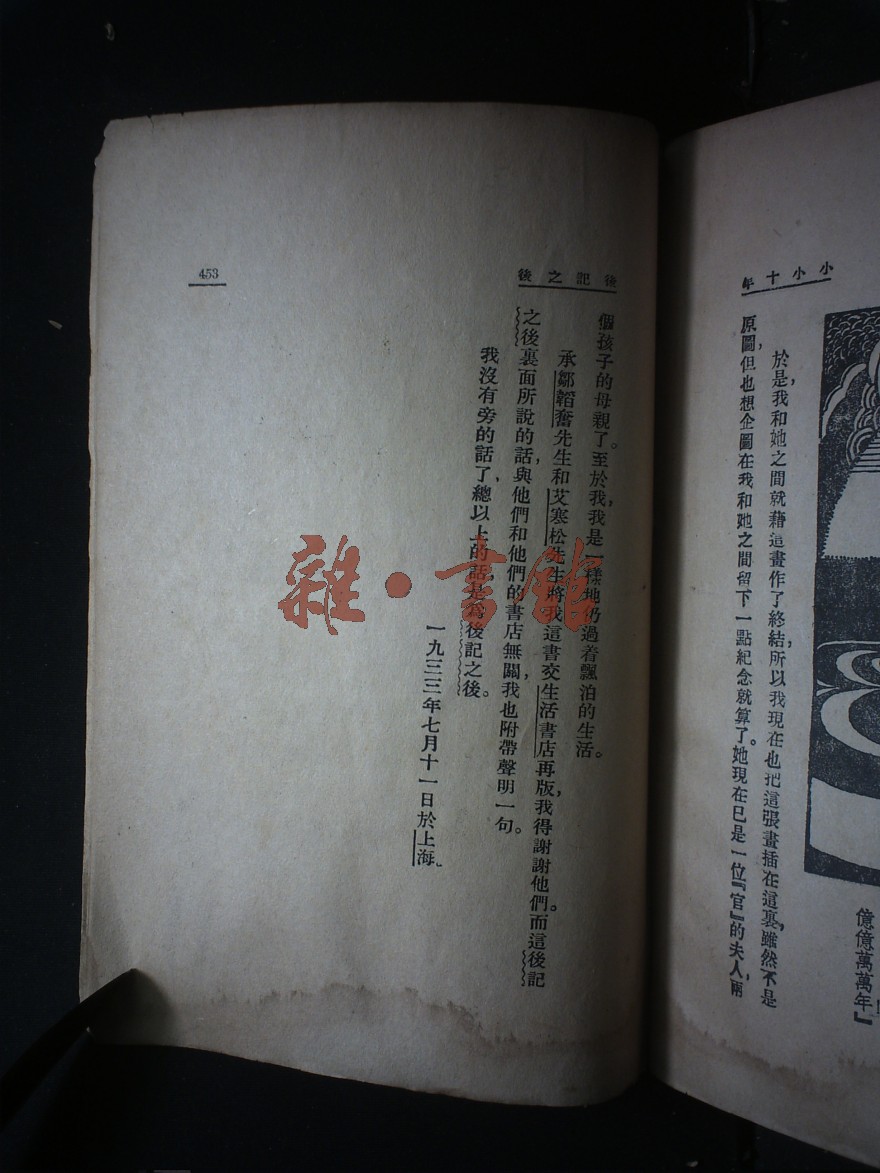 小小十年
億億萬萬年』
於是,我和她之間就藉這畫作了終結,所以我現在也把這張畫插在這裏,雖然不是
原圖,但也想企圖在我和她之間留下一點紀念就算了。她現在已是一位『官』的夫人,兩
後記之後
個孩子的母親了。至於我,我是一樣地仍過着飄泊的生活。
承鄒韜奮先生和艾寒松先生將我這書交生活書店再版,我得謝謝他們。而這後記
之後裏面所說的話,與他們和他們的書店無關,我也附帶聲明一句。
我沒有旁的話了,總以上的話,是爲後記之後。
一九三三年七月十一日於上海。
453
雜·書館